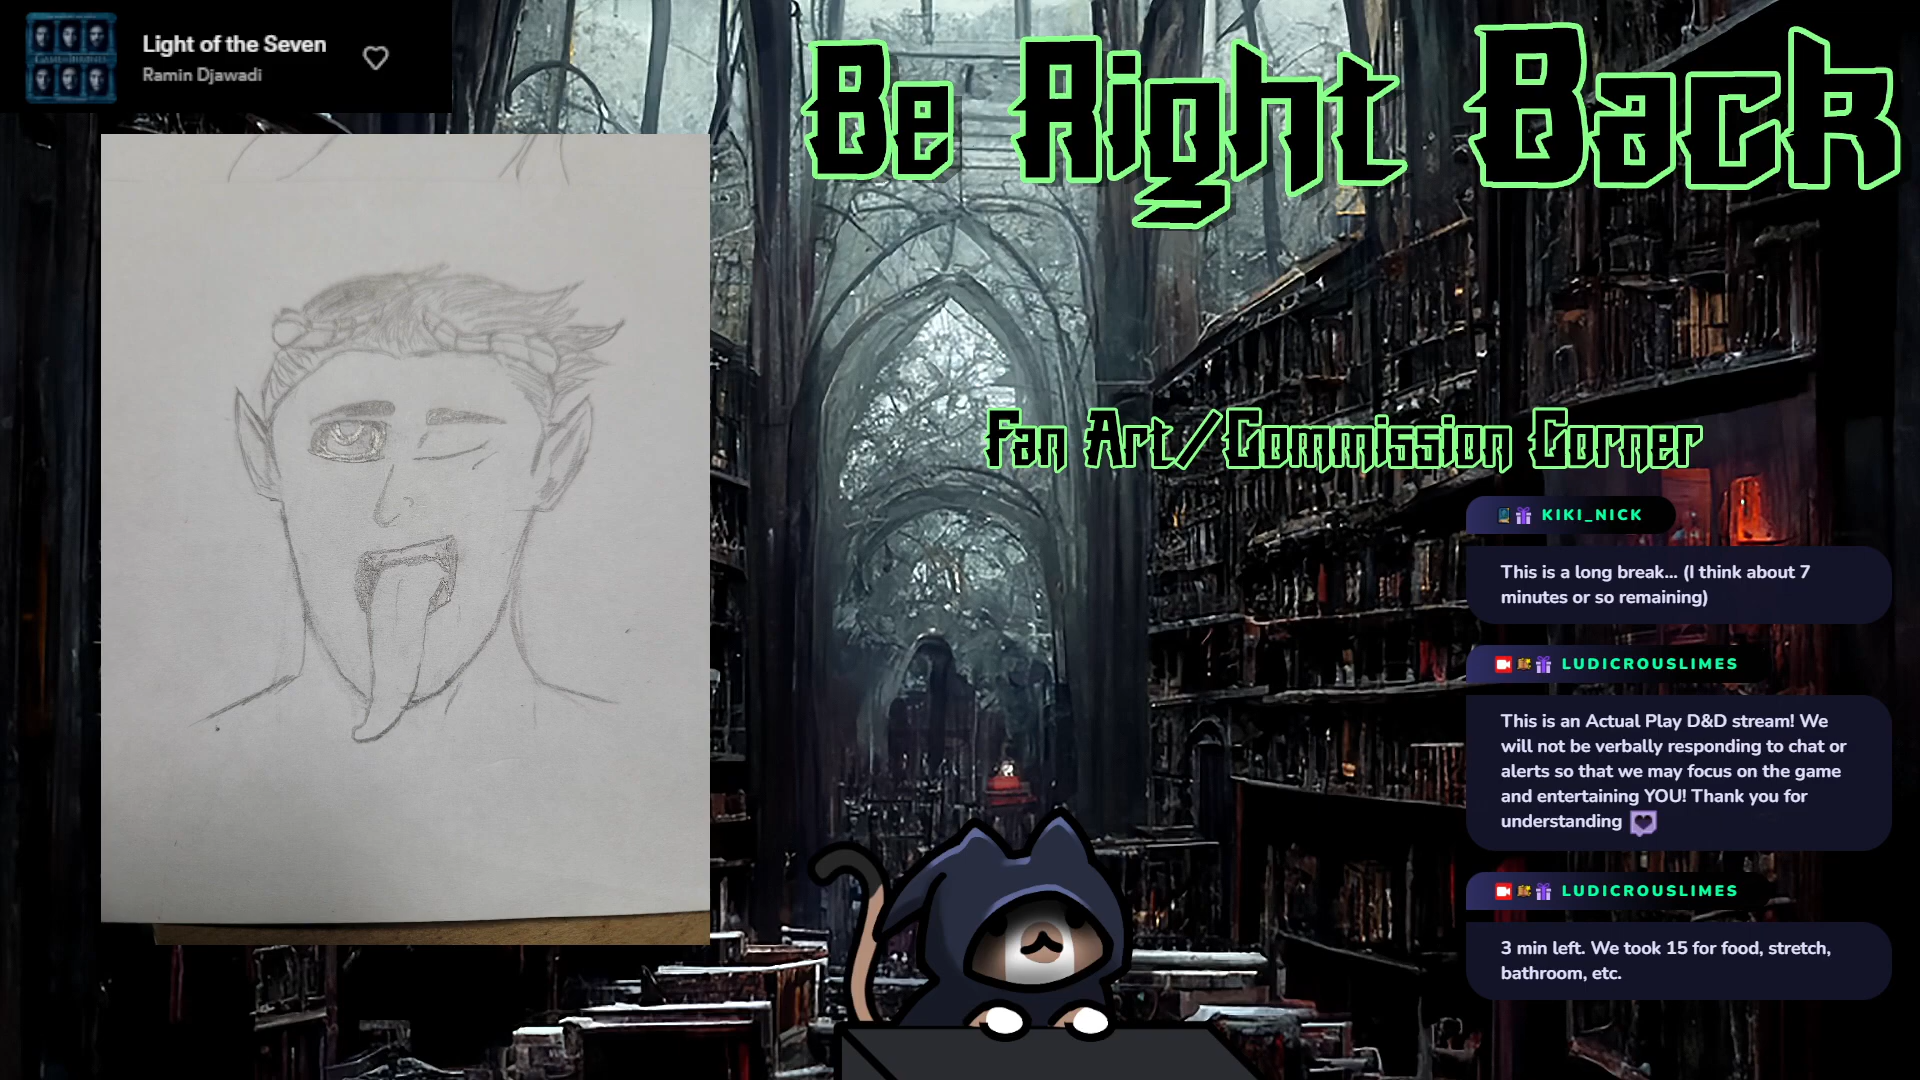 Light of the Seven
Ramin Djawadi
Be Right Back
Fan Art/Commission Corner
KIKI_NICK
This is a long break... (I think about 7
minutes or so remaining)
LUDICROUSLIMES
This is an Actual Play D&D stream! We
will not be verbally responding to chat or
alerts so that we may focus on the game
and entertaining YOU! Thank you for
understanding
LUDICROUSLIMES
3 min left. We took 15 for food, stretch,
bathroom, etc.